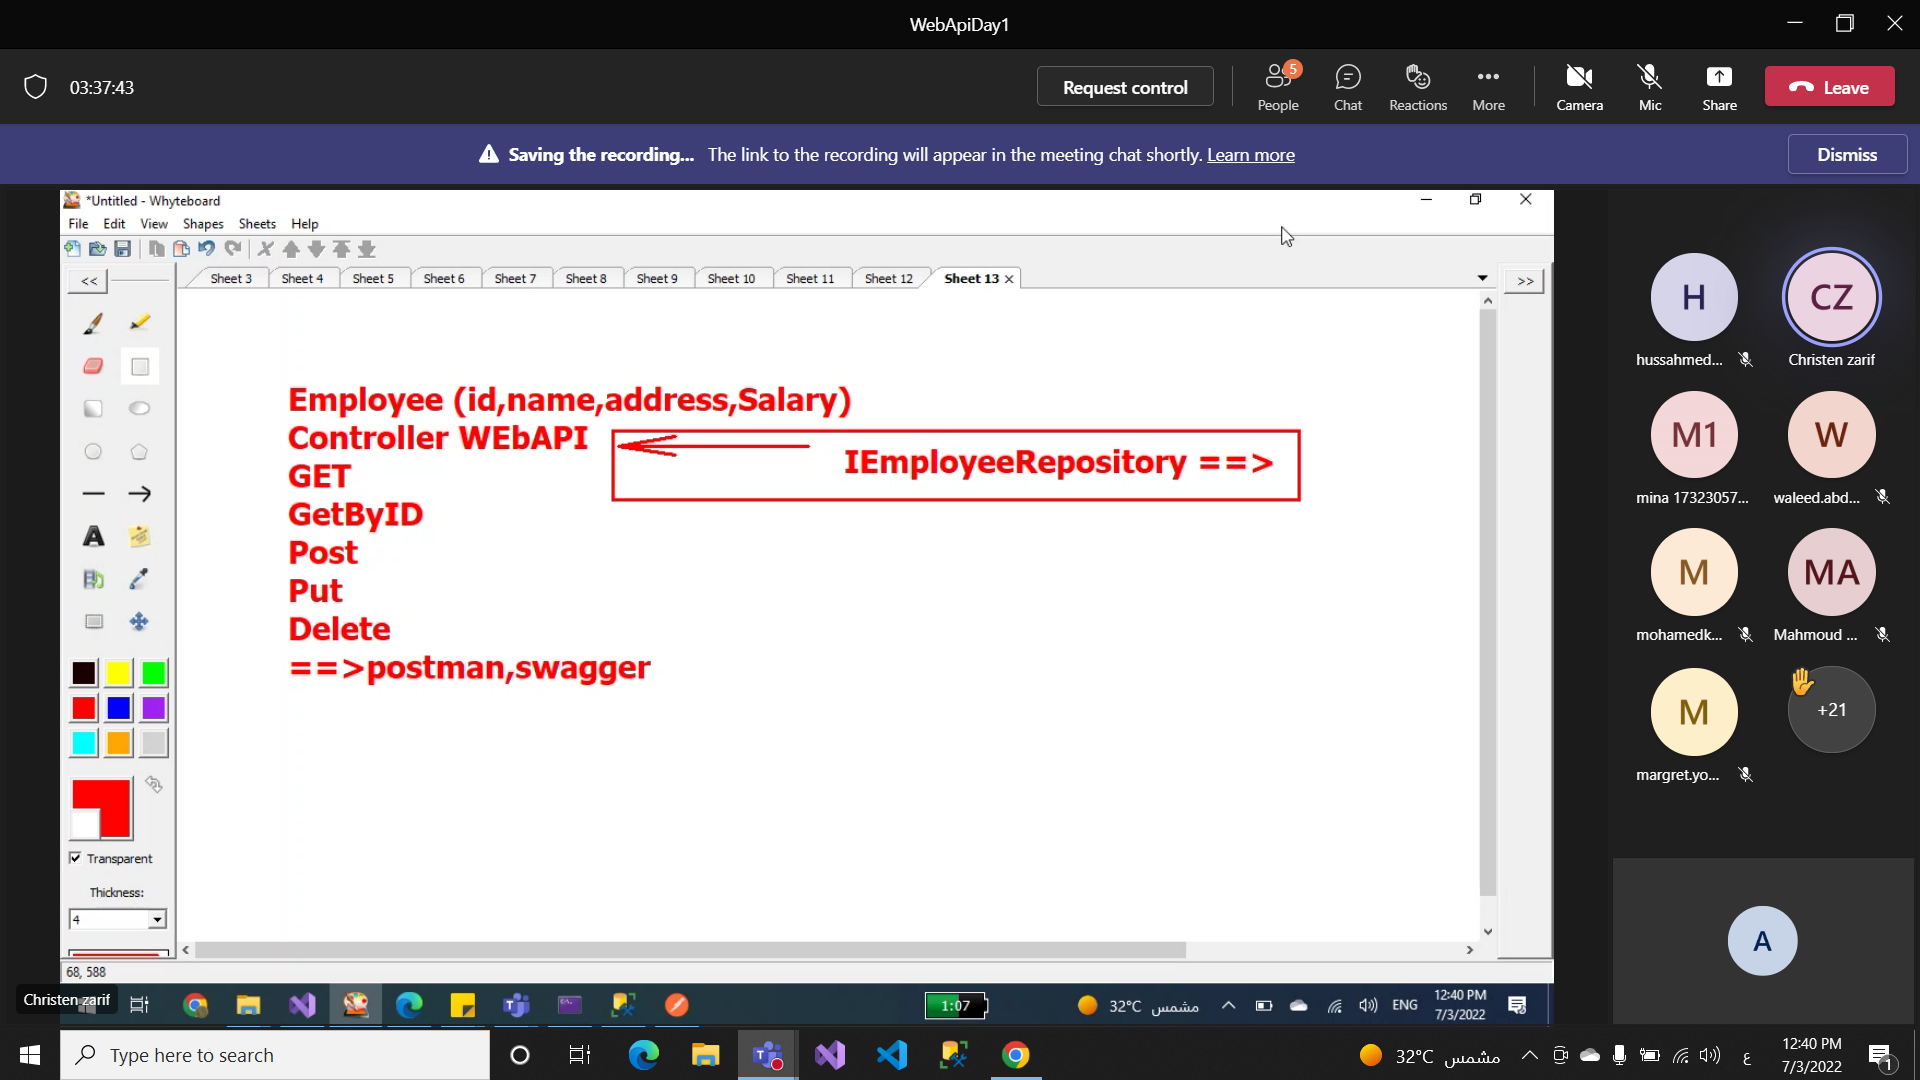 WebApiDay1
03:37:43
Request control
5
People
Chat
Reactions
More
Camera
Mic
Share
Leave
Saving the recording... The link to the recording will appear in the meeting chat shortly. Learn more
Dismiss
*Untitled - Whyteboard
File Edit View Shapes Sheets Help
<<
Sheet 3 Sheet 4 Sheet 5 Sheet 6 Sheet 7 Sheet 8 Sheet 9 Sheet 10 Sheet 11 Sheet 12 Sheet 13
>>
Employee (id,name,address,Salary)
Controller WEbAPI
IEmployeeRepository ==>
GET
GetByID
Post
Put
Delete
==>postman,swagger
A
Transparent
Thickness:
4
68, 588
H
hussahmed...
CZ
Christen zarif
M1
mina 17323057...
W
waleed.abd...
M
mohamedk...
MA
Mahmoud ...
M
margret.yo...
+21
A
Christen zarif
1:07
32°C مشمس
ENG
12:40 PM
7/3/2022
Type here to search
32°C مشمس
ع
12:40 PM
7/3/2022
1